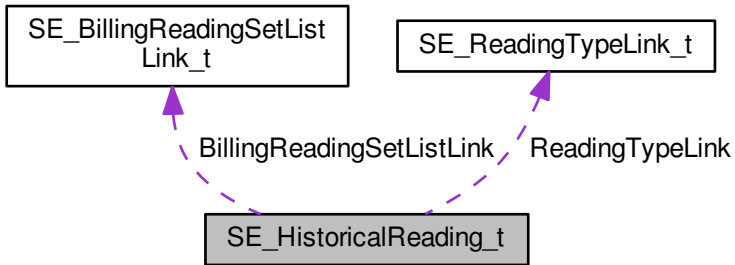 SE_BillingReadingSetList
Link_t
SE_ReadingTypeLink_t
BillingReadingSetListLink
ReadingTypeLink
SE_HistoricalReading_t